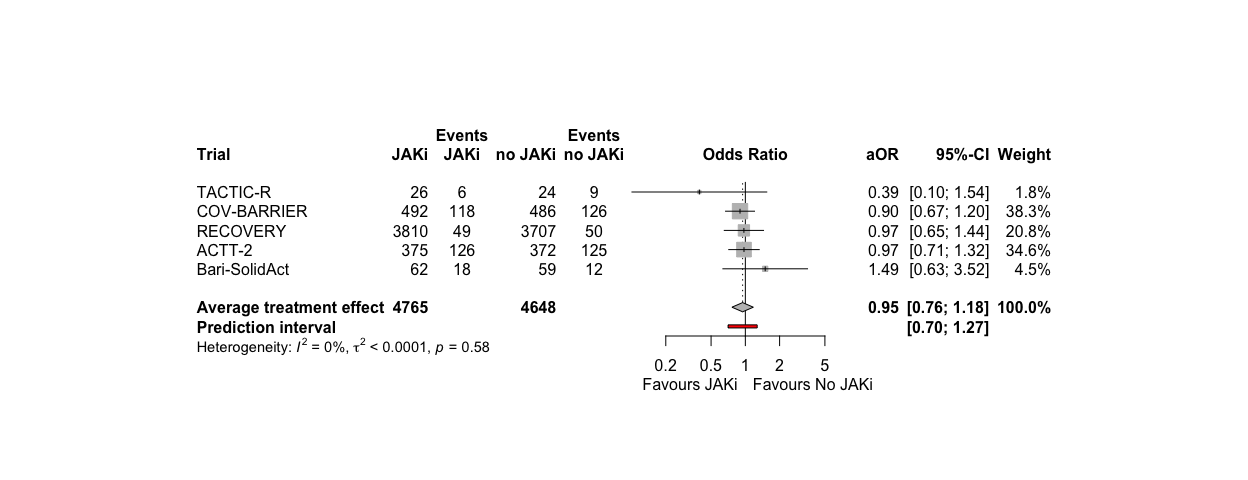 Events Events
Trial JAKi JAKi no JAKi no JAKi Odds Ratio aOR 95%-CI Weight
TACTIC-R 26 6 24 9 0.39 [0.10; 1.54] 1.8%
COV-BARRIER 492 118 486 126 0.90 [0.67; 1.20] 38.3%
RECOVERY 3810 49 3707 50 0.97 [0.65; 1.44] 20.8%
ACTT-2 375 126 372 125 0.97 [0.71; 1.32] 34.6%
Bari-SolidAct 62 18 59 12 1.49 [0.63; 3.52] 4.5%
Average treatment effect 4765 4648 0.95 [0.76; 1.18] 100.0%
Prediction interval [0.70; 1.27]
Heterogeneity: I² = 0%, τ² < 0.0001, p = 0.58
0.2 0.5 1 2 5
Favours JAKi Favours No JAKi